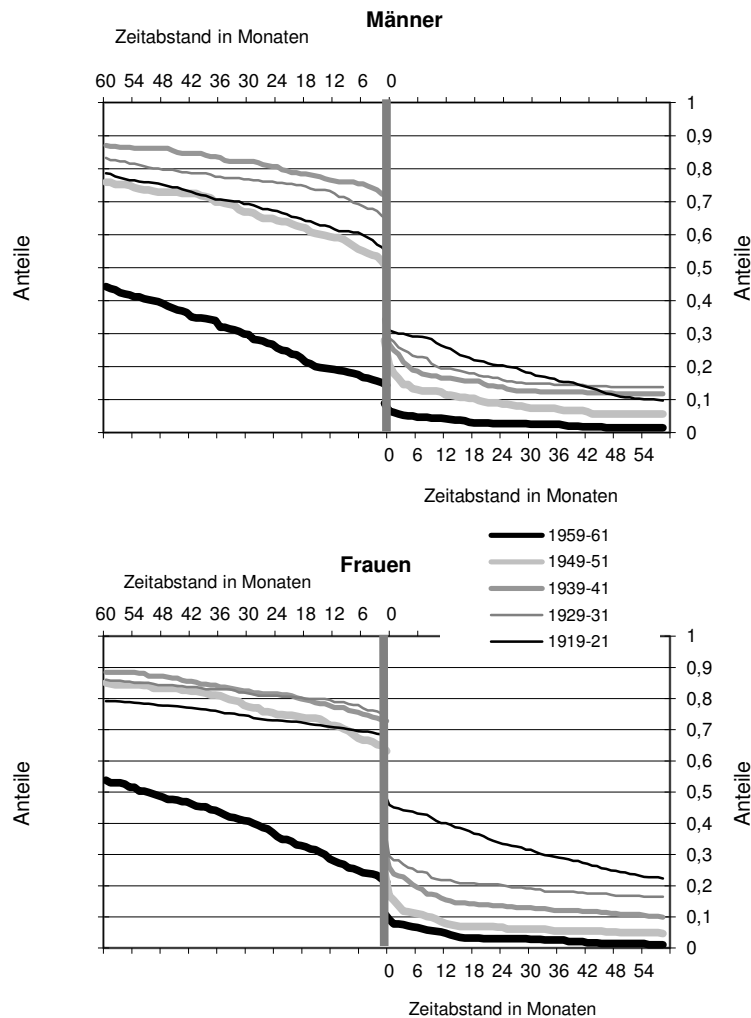 Männer
Zeitabstand in Monaten
60 54 48 42 36 30 24 18 12 6 0
1
0,9
0,8
0,7
0,6
0,5
0,4
0,3
0,2
0,1
0
Anteile
Anteile
0 6 12 18 24 30 36 42 48 54
Zeitabstand in Monaten
1959-61
1949-51
1939-41
1929-31
1919-21
Frauen
Zeitabstand in Monaten
60 54 48 42 36 30 24 18 12 6 0
1
0,9
0,8
0,7
0,6
0,5
0,4
0,3
0,2
0,1
0
Anteile
Anteile
0 6 12 18 24 30 36 42 48 54
Zeitabstand in Monaten